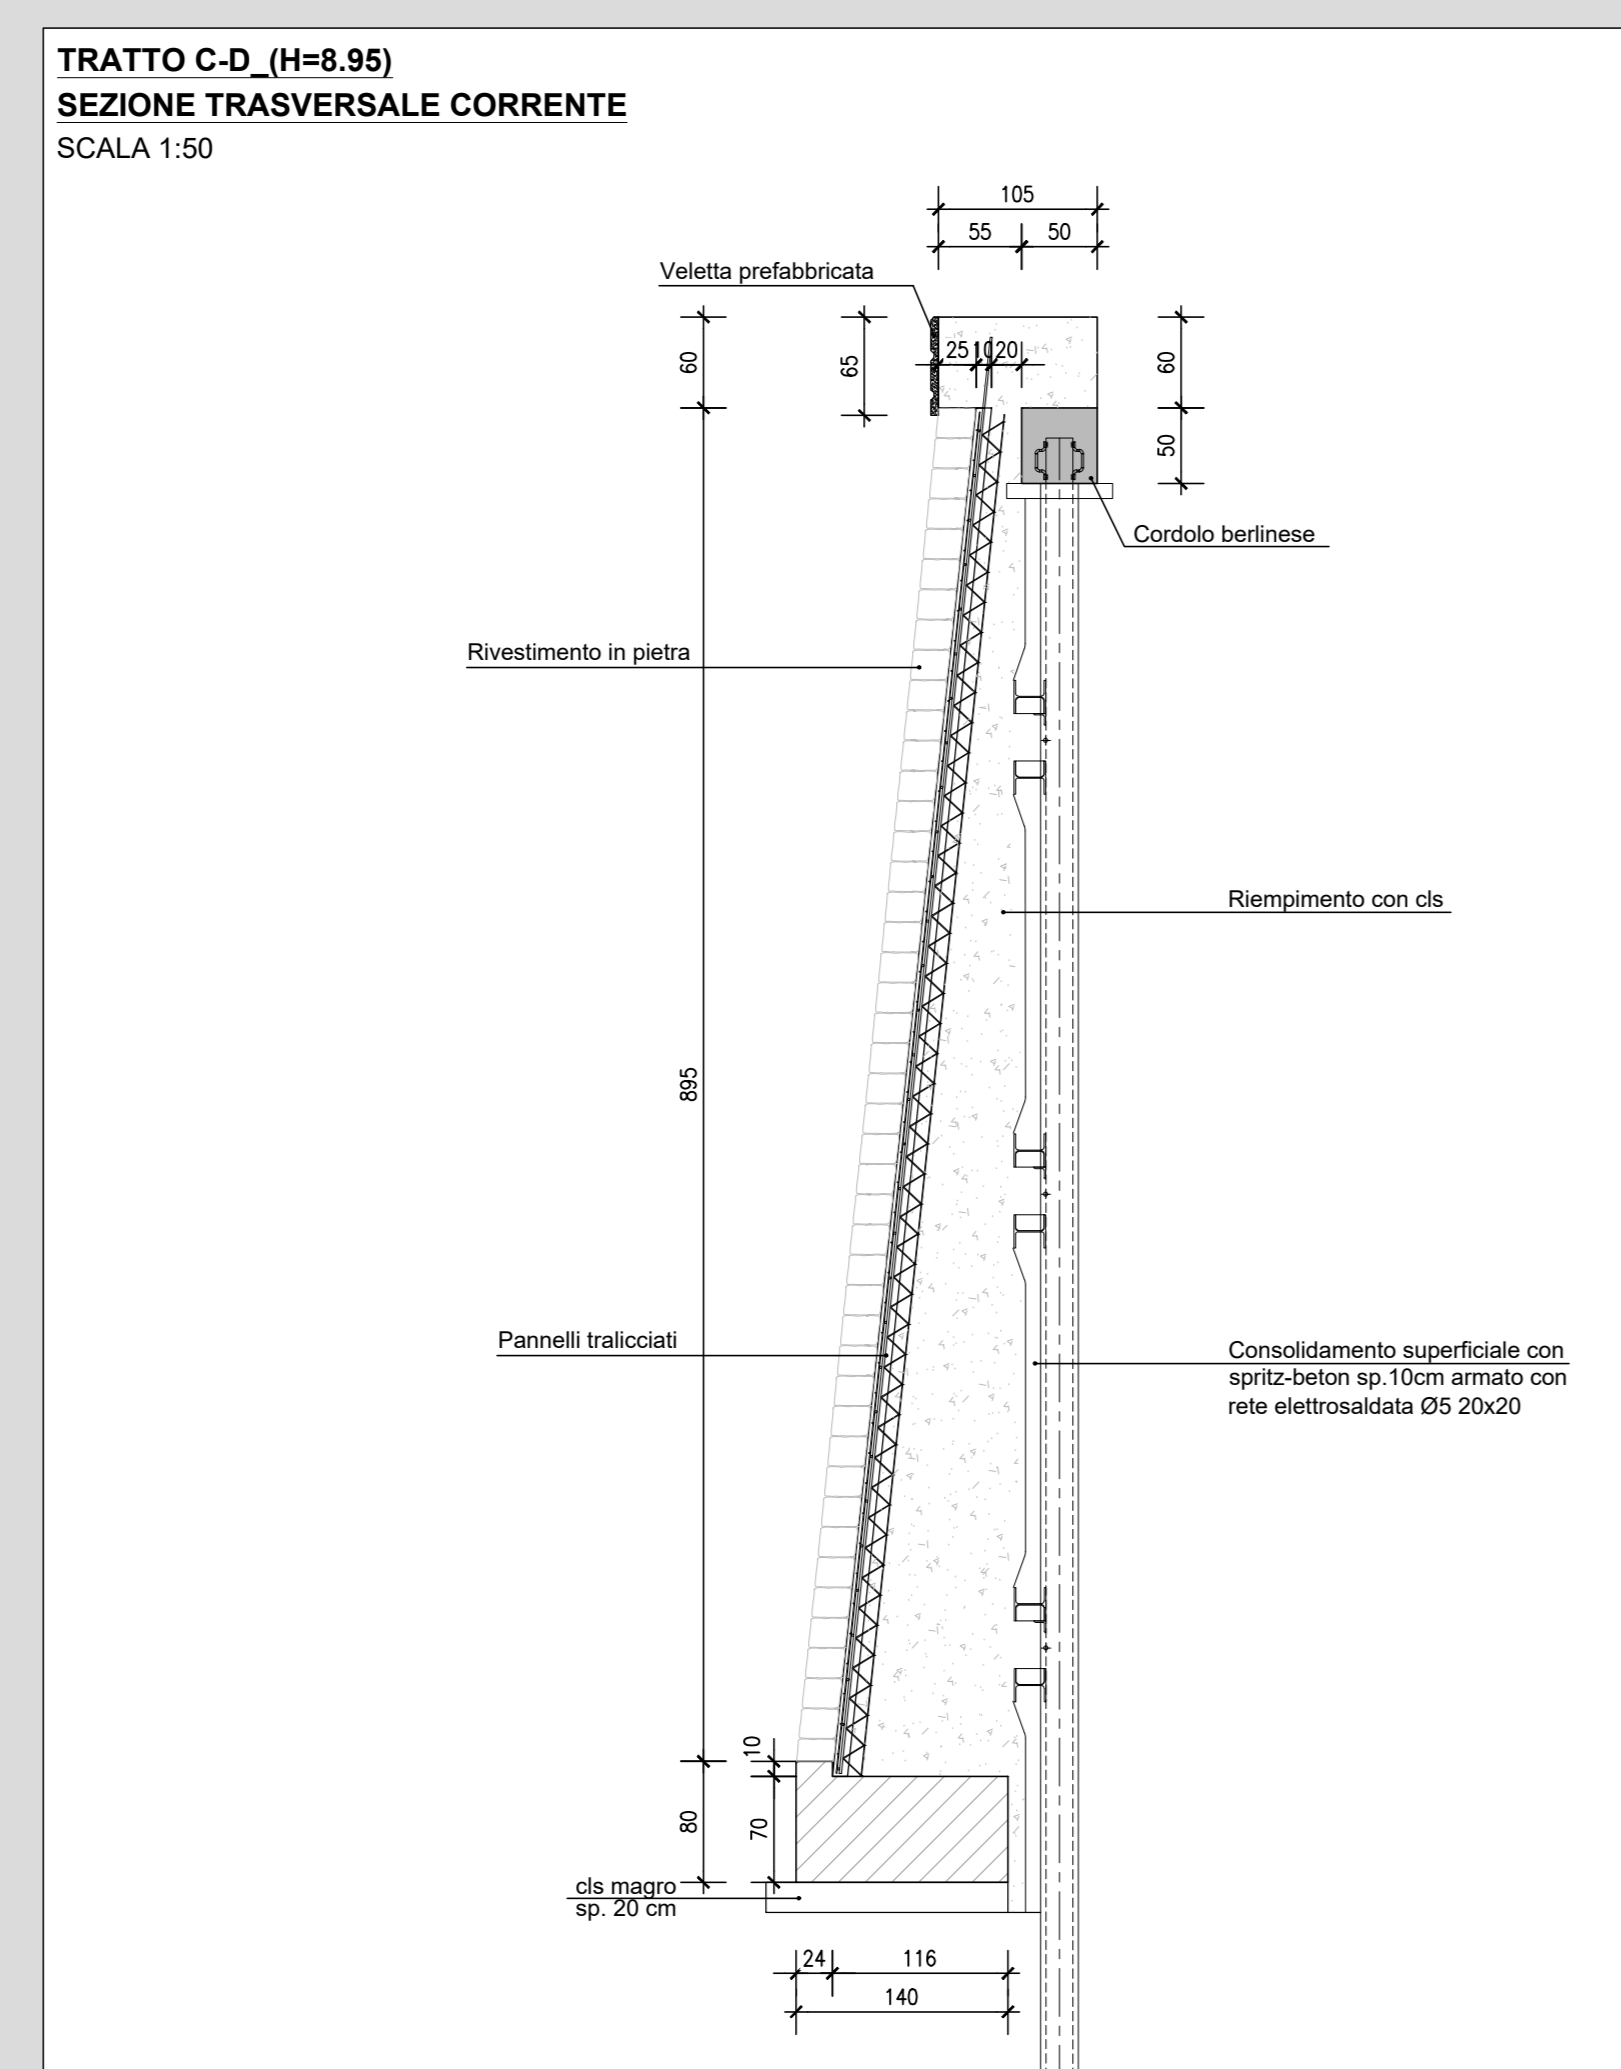 TRATTO C-D_(H=8.95)
SEZIONE TRASVERSALE CORRENTE
SCALA 1:50
105
55
50
Veletta prefabbricata
60
65
25
10
20
60
50
Cordolo berlinese
Rivestimento in pietra
Riempimento con cls
895
Pannelli tralicciati
Consolidamento superficiale con
spritz-beton sp.10cm armato con
rete elettrosaldata Ø5 20x20
10
80
70
cls magro
sp. 20 cm
24
116
140